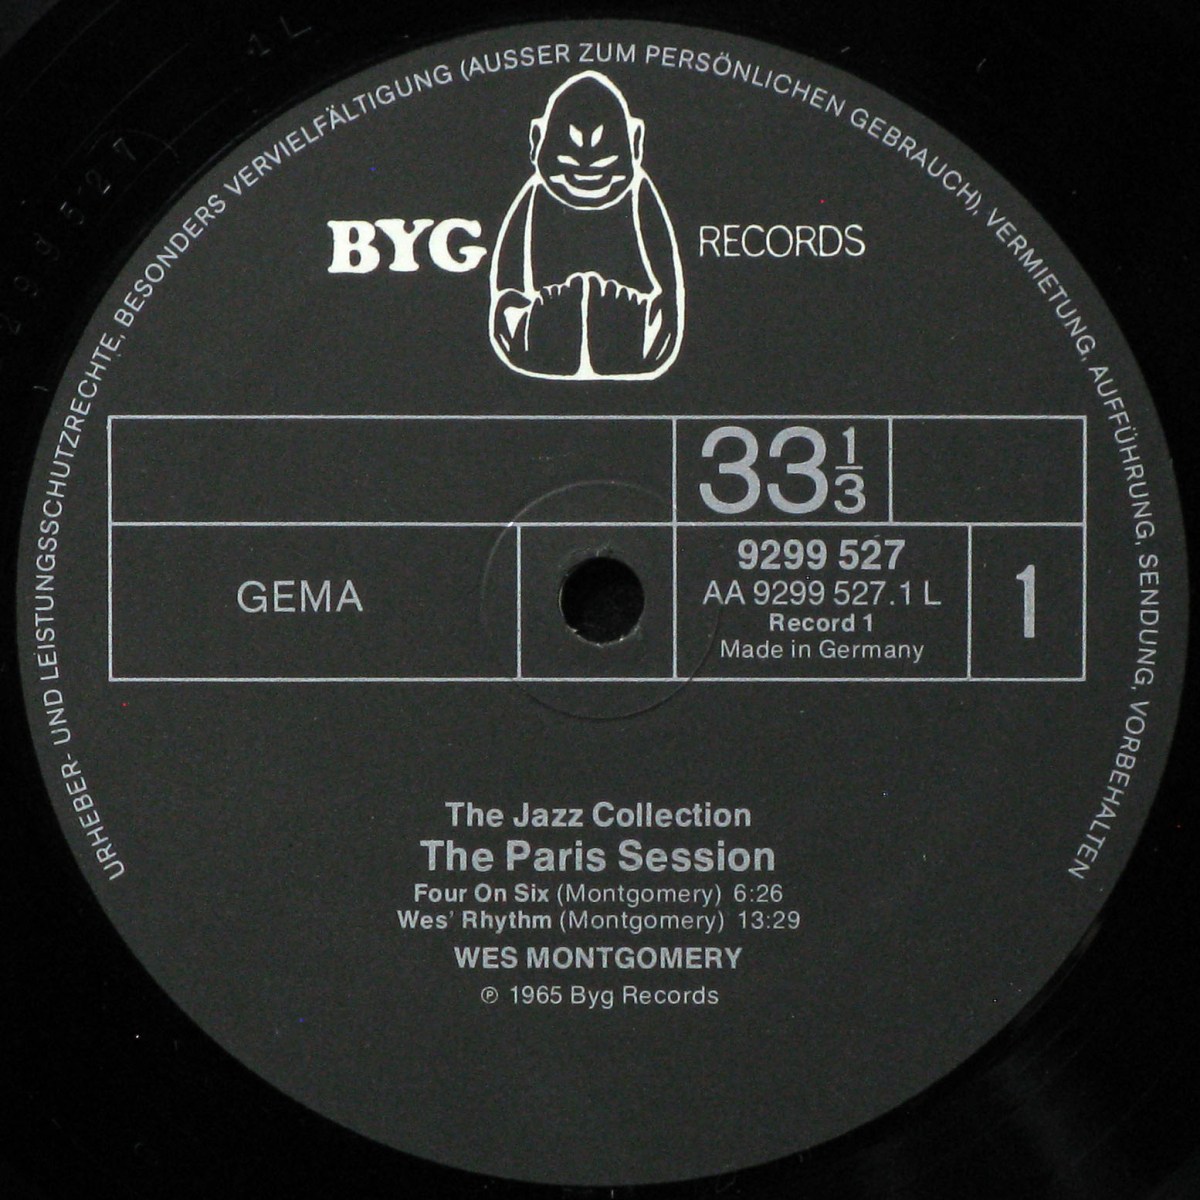 URHEBER- UND LEISTUNGSSCHUTZRECHTE, BESONDERS VERVIELFÄLTIGUNG (AUSSER ZUM PERSÖNLICHEN GEBRAUCH), VERMIETUNG, AUFFÜHRUNG, SENDUNG, VORBEHALTEN
BYG RECORDS
33 1/3
GEMA
9299 527
AA 9299 527.1 L
Record 1
Made in Germany
1
The Jazz Collection
The Paris Session
Four On Six (Montgomery) 6:26
Wes' Rhythm (Montgomery) 13:29
WES MONTGOMERY
℗ 1965 Byg Records